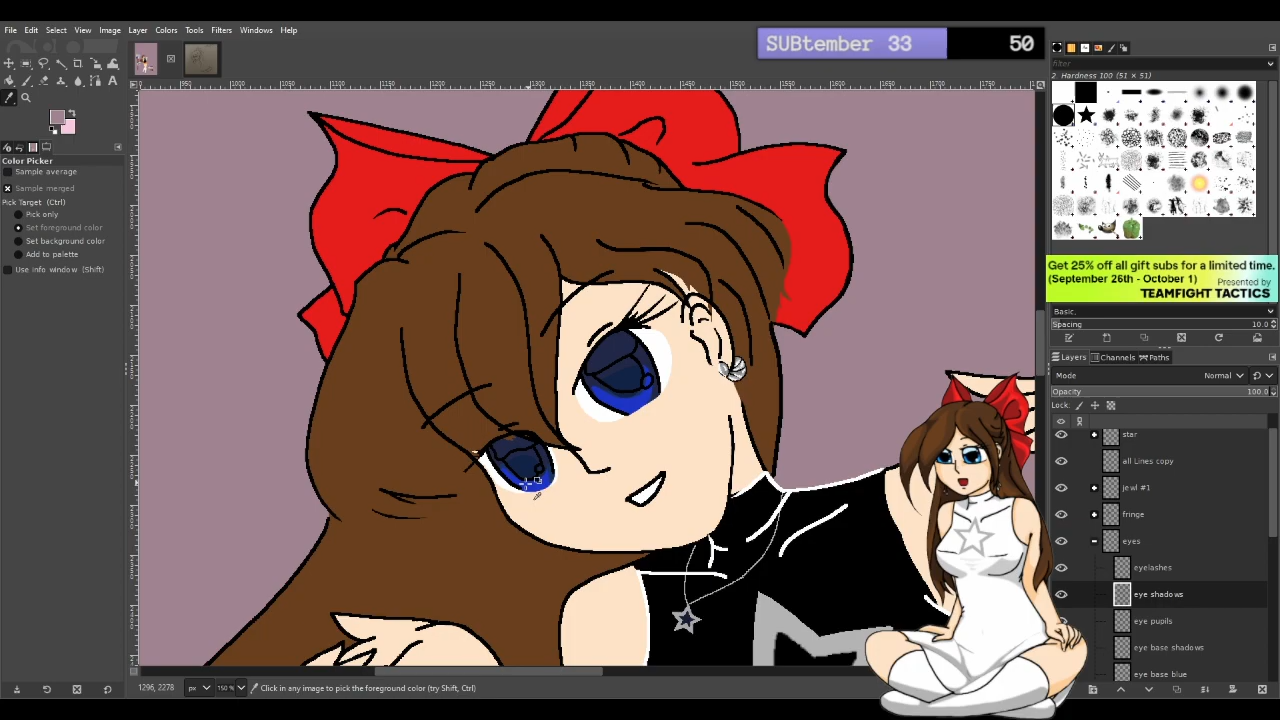 File Edit Select View Image Layer Colors Tools Filters Windows Help
SUBtember 33 50
filter
2. Hardness 100 (51 × 51)
Color Picker
Sample average
Sample merged
Pick Target (Ctrl)
Pick only
Set foreground color
Set background color
Add to palette
Use info window (Shift)
Get 25% off all gift subs for a limited time.
(September 26th - October 1) Presented by
TEAMFIGHT TACTICS
Basic,
Spacing 10.0
Layers Channels Paths
Mode Normal
Opacity 100.0
Lock:
star
all Lines copy
jewl #1
fringe
eyes
eyelashes
eye shadows
eye pupils
eye base shadows
eye base blue
1296, 2278 px 150 % Click in any image to pick the foreground color (try Shift, Ctrl)